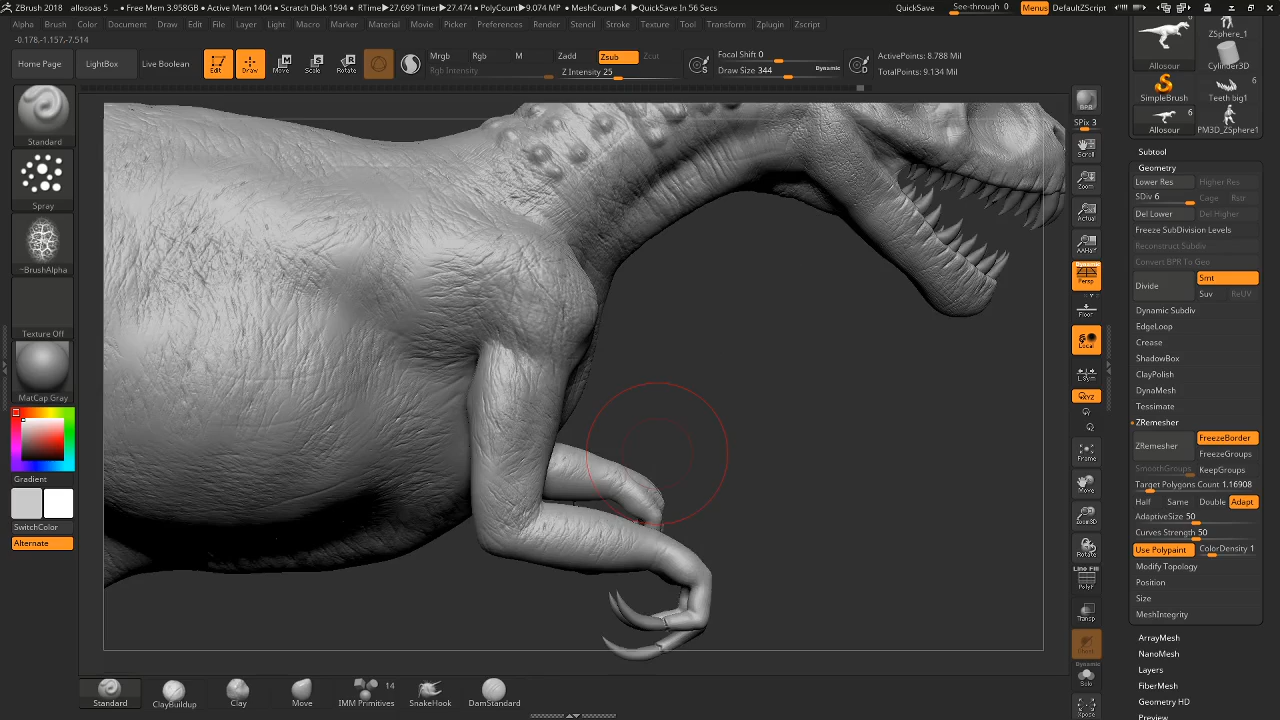 ZBrush 2018 allosoas 5 .. • Free Mem 3.958GB • Active Mem 1404 • Scratch Disk 1594 • RTime▶27.699 Timer▶27.474 • PolyCount▶9.074 MP • MeshCount▶4 • QuickSave In 56 Secs QuickSave See-through 0 Menus DefaultZScript
Alpha Brush Color Document Draw Edit File Layer Light Macro Marker Material Movie Picker Preferences Render Stencil Stroke Texture Tool Transform Zplugin Zscript
-0.178,-1.157,-7.514
Home Page LightBox Live Boolean Edit Draw Move Scale Rotate
Mrgb Rgb M Zadd Zsub Zcut
Rgb Intensity Z Intensity 25
Focal Shift 0
Draw Size 344 Dynamic
S D
ActivePoints: 8.788 Mil
TotalPoints: 9.134 Mil
Standard
Spray
~BrushAlpha
Texture Off
MatCap Gray
Gradient
SwitchColor
Alternate
BPR
SPix 3
Scroll
Zoom
Actual
AAHalf
Dynamic
Persp
Floor
Local
L.Sym
XYZ
Frame
Move
Zoom3D
Rotate
Line Fill
PolyF
Transp
Ghost
Dynamic
Solo
Xpose
Allosour
ZSphere_1
Cylinder3D
SimpleBrush
6
Teeth big1
6
Allosour
PM3D_ZSphere1
Subtool
Geometry
Lower Res Higher Res
SDiv 6 Cage Rstr
Del Lower Del Higher
Freeze SubDivision Levels
Reconstruct Subdiv
Convert BPR To Geo
Divide Smt
Suv ReUV
Dynamic Subdiv
EdgeLoop
Crease
ShadowBox
ClayPolish
DynaMesh
Tessimate
ZRemesher
ZRemesher FreezeBorder
FreezeGroups
SmoothGroups KeepGroups
Target Polygons Count 1.16908
Half Same Double Adapt
AdaptiveSize 50
Curves Strength 50
Use Polypaint ColorDensity 1
Modify Topology
Position
Size
MeshIntegrity
ArrayMesh
NanoMesh
Layers
FiberMesh
Geometry HD
Preview
Standard ClayBuildup Clay Move IMM Primitives 14 SnakeHook DamStandard